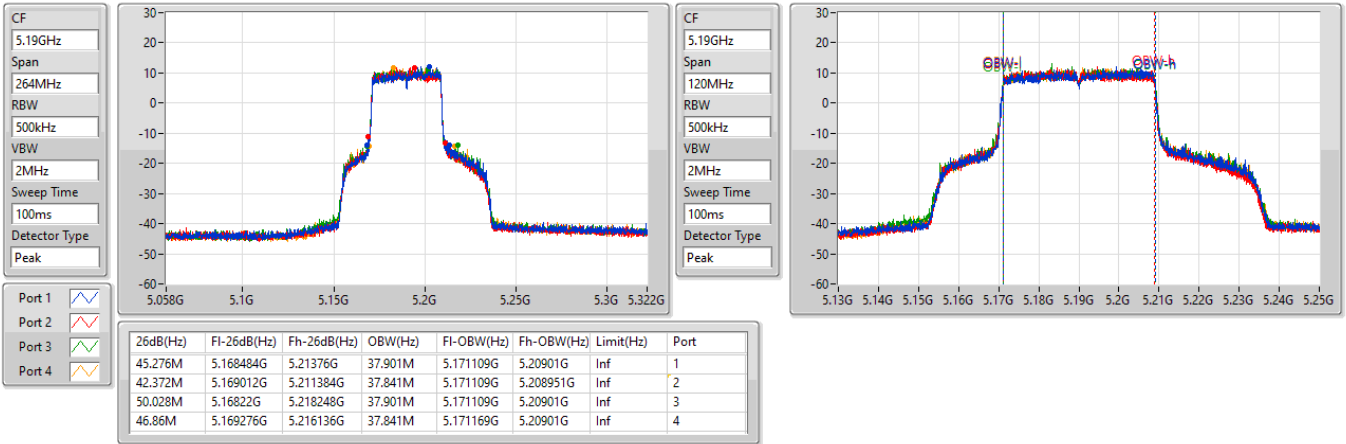 CF
5.19GHz
Span
264MHz
RBW
500kHz
VBW
2MHz
Sweep Time
100ms
Detector Type
Peak
30
20
10
0
-10
-20
-30
-40
-50
-60
5.058G 5.1G 5.15G 5.2G 5.25G 5.3G 5.322G
CF
5.19GHz
Span
120MHz
RBW
500kHz
VBW
2MHz
Sweep Time
100ms
Detector Type
Peak
30
20
10
0
-10
-20
-30
-40
-50
-60
OBW-l OBW-h
5.13G 5.14G 5.15G 5.16G 5.17G 5.18G 5.19G 5.2G 5.21G 5.22G 5.23G 5.24G 5.25G
Port 1
Port 2
Port 3
Port 4
26dB(Hz) Fl-26dB(Hz) Fh-26dB(Hz) OBW(Hz) Fl-OBW(Hz) Fh-OBW(Hz) Limit(Hz) Port
45.276M 5.168484G 5.21376G 37.901M 5.171109G 5.20901G Inf 1
42.372M 5.169012G 5.211384G 37.841M 5.171109G 5.208951G Inf 2
50.028M 5.16822G 5.218248G 37.901M 5.171109G 5.20901G Inf 3
46.86M 5.169276G 5.216136G 37.841M 5.171169G 5.20901G Inf 4